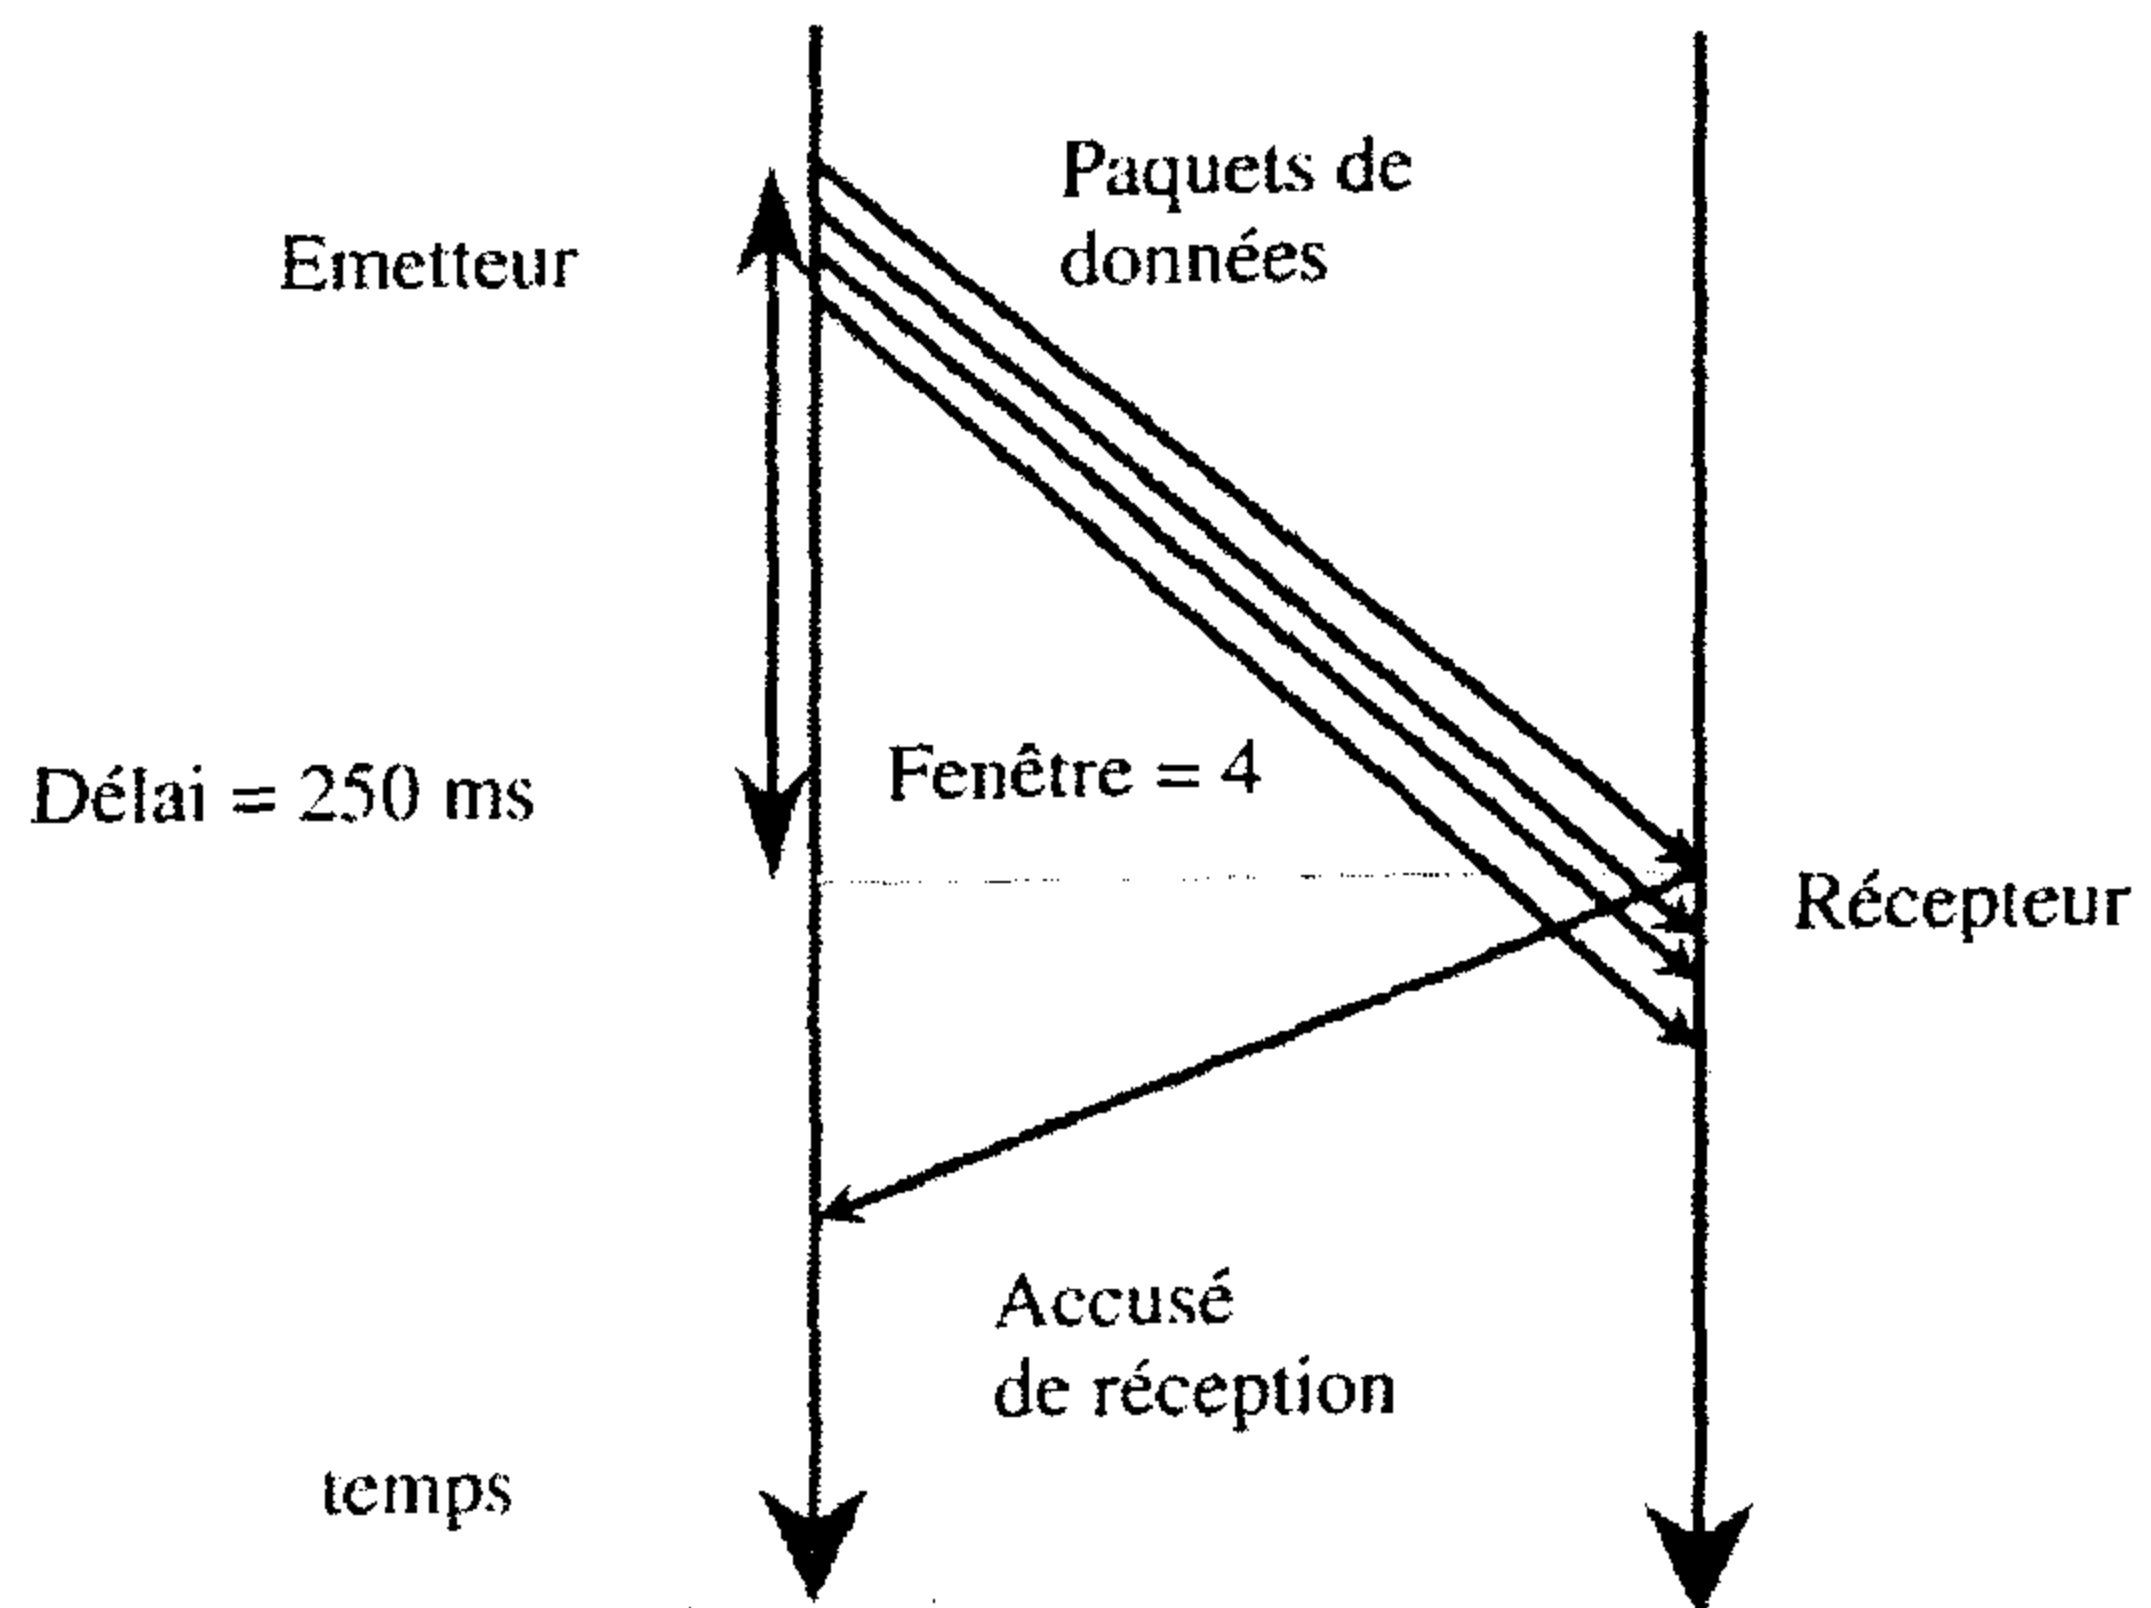 Paquets de
données
Emetteur
Délai = 250 ms
Fenêtre = 4
Récepteur
Accusé
de réception
temps